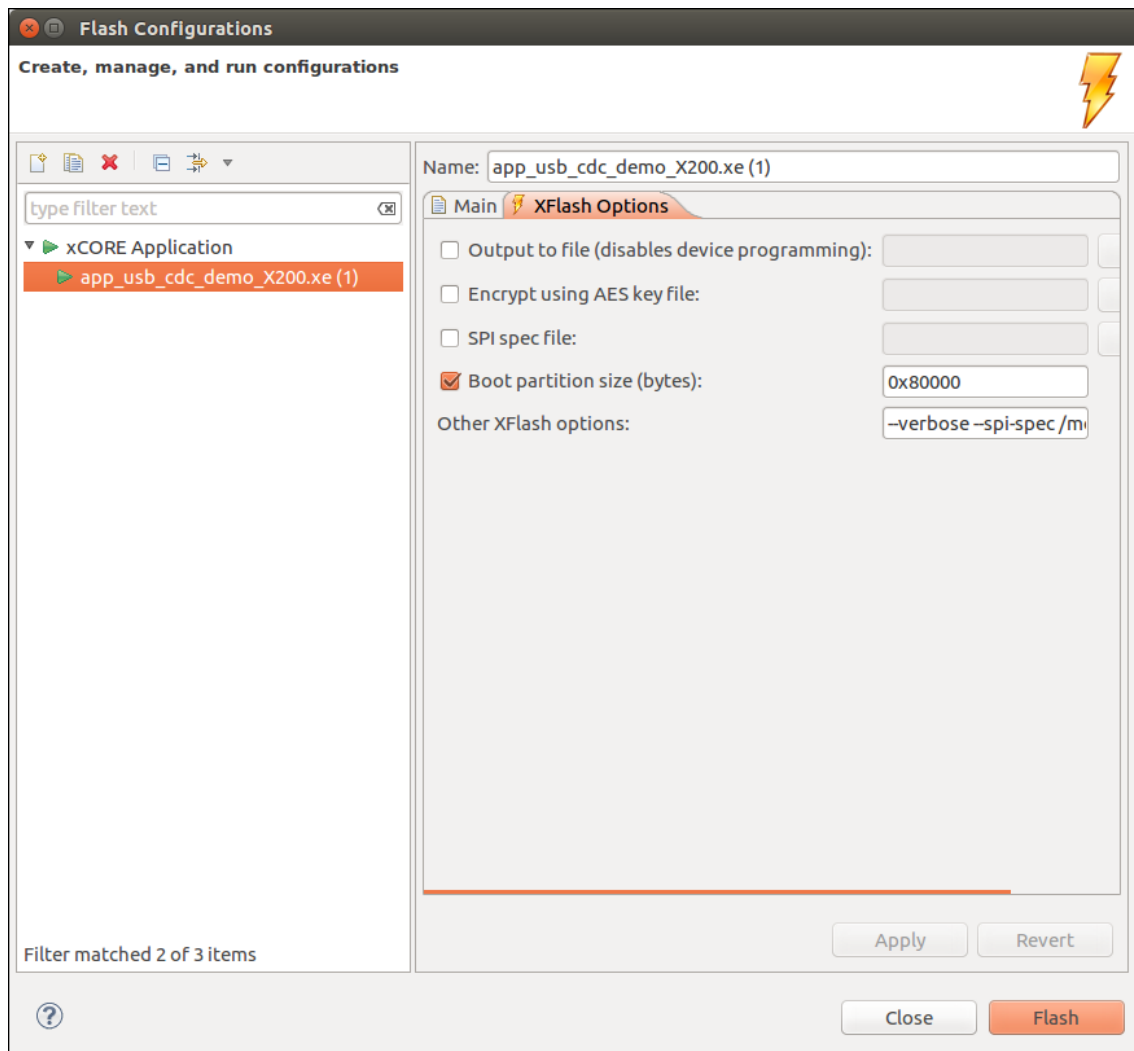 Flash Configurations
Create, manage, and run configurations
type filter text
xCORE Application
app_usb_cdc_demo_X200.xe (1)
Filter matched 2 of 3 items
Name: app_usb_cdc_demo_X200.xe (1)
Main XFlash Options
Output to file (disables device programming):
Encrypt using AES key file:
SPI spec file:
Boot partition size (bytes): 0x80000
Other XFlash options: --verbose --spi-spec /m
Apply Revert
? Close Flash